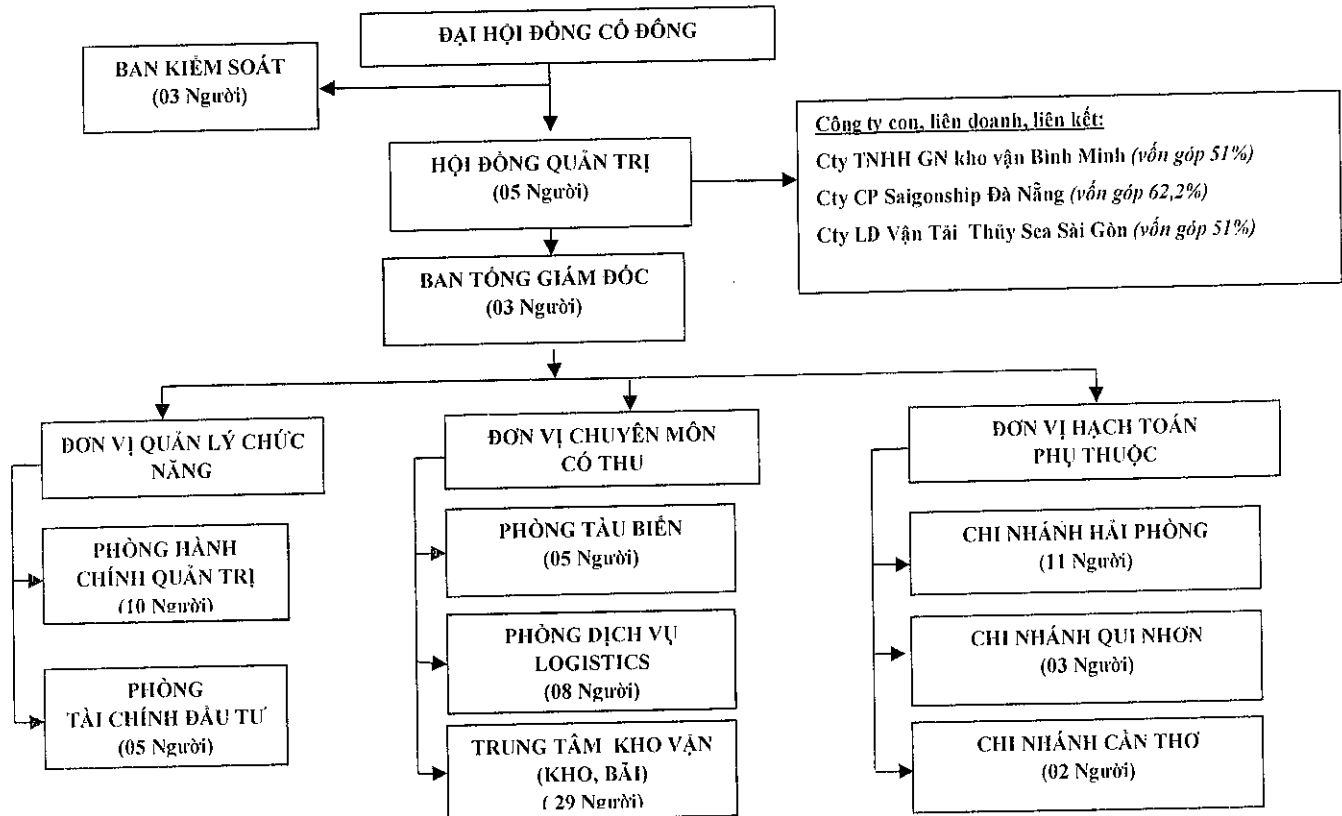 ĐẠI HỘI ĐỒNG CỔ ĐÔNG
BAN KIỂM SOÁT
(03 Người)
HỘI ĐỒNG QUẢN TRỊ
(05 Người)
Công ty con, liên doanh, liên kết:
Cty TNHH GN kho vận Bình Minh (vốn góp 51%)
Cty CP Saigonship Đà Nẵng (vốn góp 62,2%)
Cty LD Vận Tải Thủy Sea Sài Gòn (vốn góp 51%)
BAN TỔNG GIÁM ĐỐC
(03 Người)
ĐƠN VỊ QUẢN LÝ CHỨC
NĂNG
PHÒNG HÀNH
CHÍNH QUẢN TRỊ
(10 Người)
PHÒNG
TÀI CHÍNH ĐẦU TƯ
(05 Người)
ĐƠN VỊ CHUYÊN MÔN
CÓ THU
PHÒNG TÀU BIỂN
(05 Người)
PHÒNG DỊCH VỤ
LOGISTICS
(08 Người)
TRUNG TÂM KHO VẬN
(KHO, BÃI)
( 29 Người)
ĐƠN VỊ HẠCH TOÁN
PHỤ THUỘC
CHI NHÁNH HẢI PHÒNG
(11 Người)
CHI NHÁNH QUI NHƠN
(03 Người)
CHI NHÁNH CẦN THƠ
(02 Người)